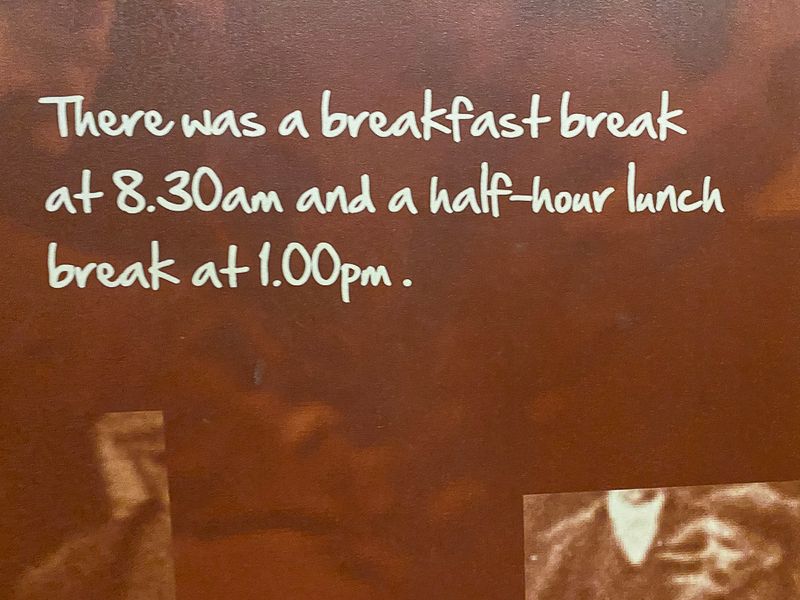 There was a breakfast break
at 8.30am and a half-hour lunch
break at 1.00pm.